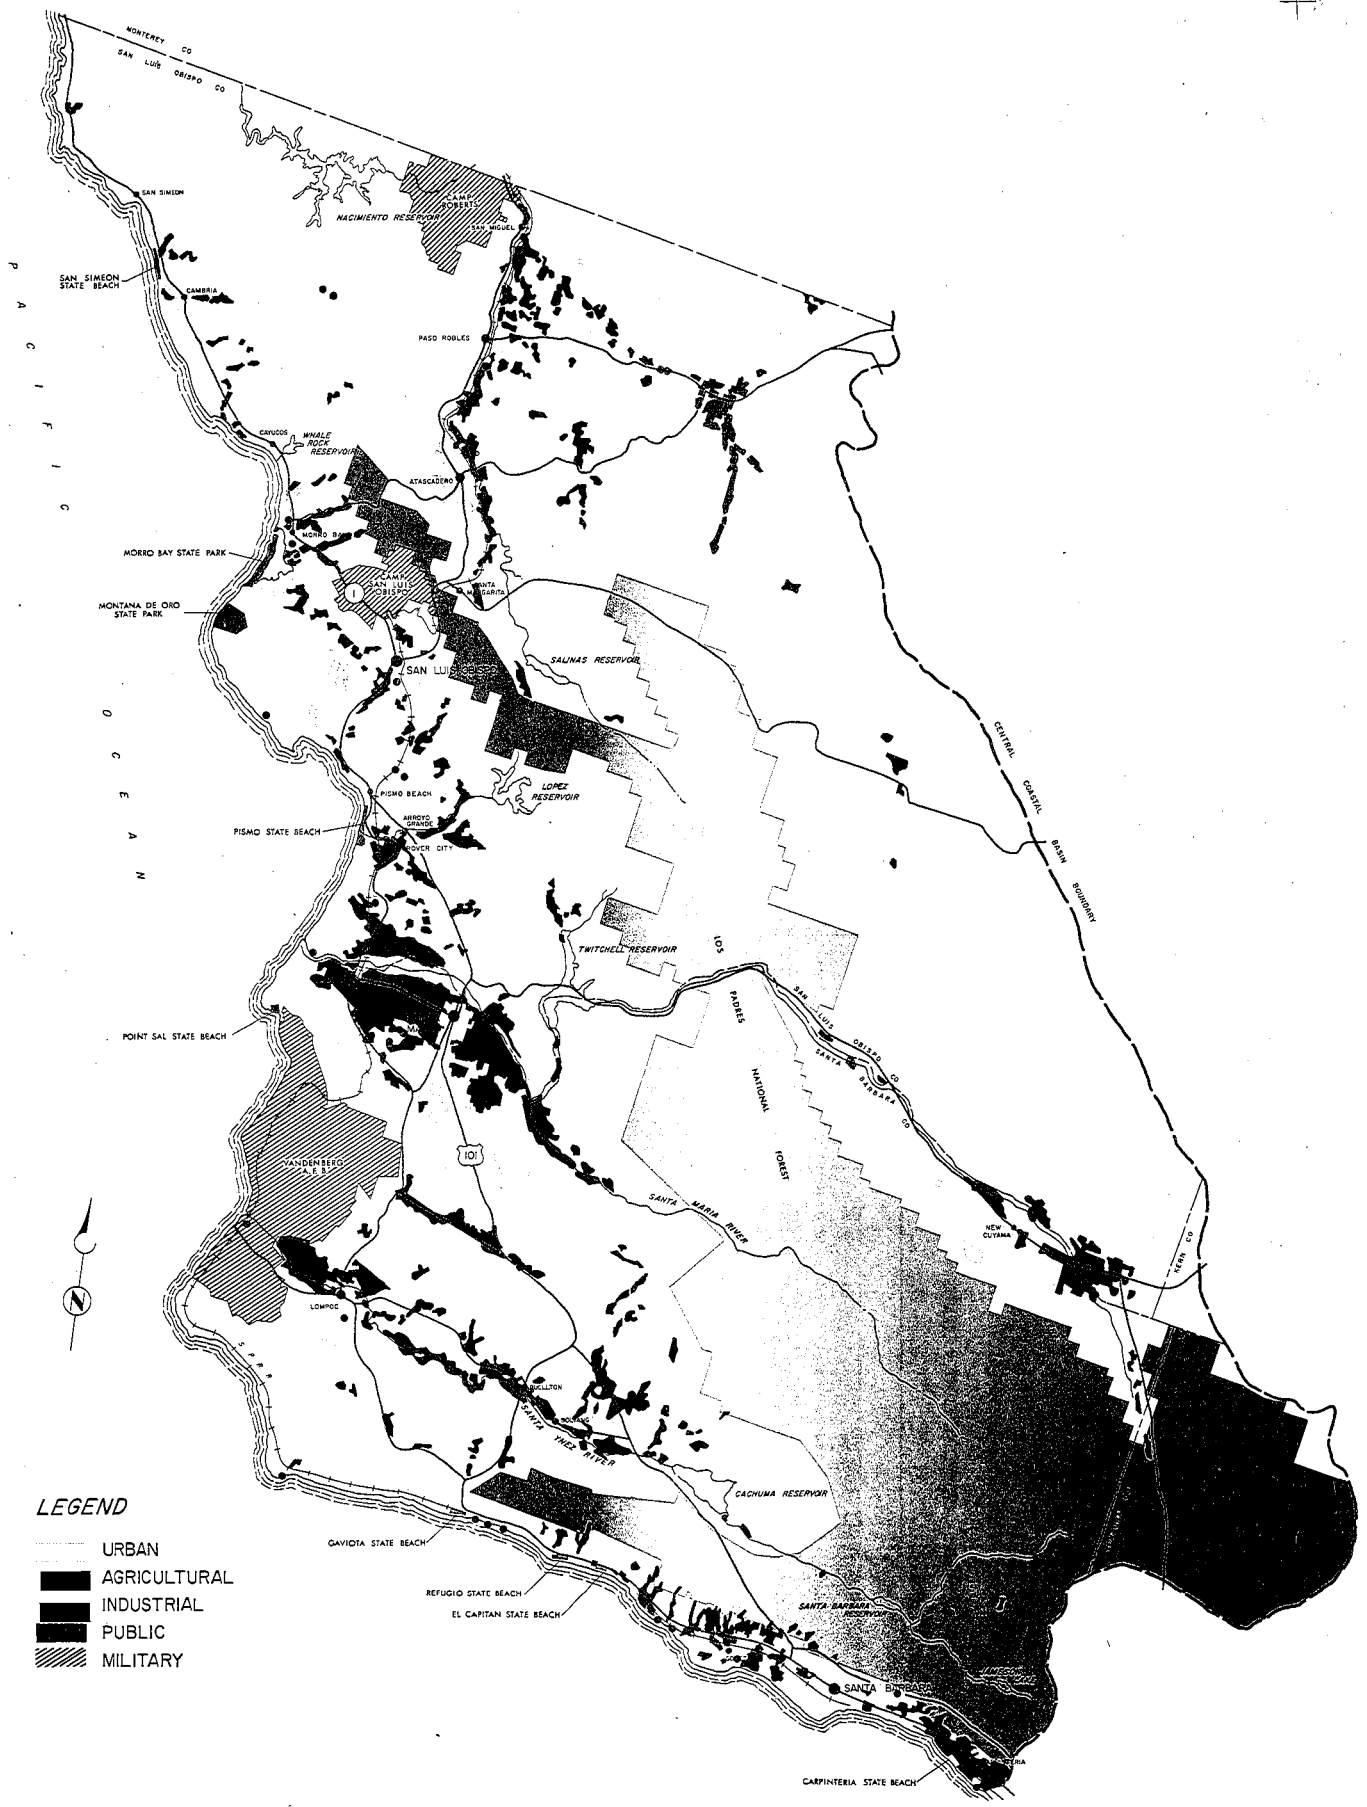 MONTEREY CO
SAN LUIS OBISPO CO
SAN SIMEON
CAMP
ROBERTS
NACIMIENTO RESERVOIR
SAN MIGUEL
SAN SIMEON
STATE BEACH
CAMBRIA
PACIFIC
PASO ROBLES
CAYUCOS
WHALE
ROCK
RESERVOIR
ATASCADERO
MORRO BAY
MORRO BAY STATE PARK
CAMP
SAN LUIS
OBISPO
1
SANTA
MARGARITA
MONTANA DE ORO
STATE PARK
SALINAS RESERVOIR
SAN LUIS OBISPO
OCEAN
CENTRAL COASTAL BASIN BOUNDARY
LOPEZ
RESERVOIR
PISMO BEACH
ARROYO
GRANDE
PISMO STATE BEACH
GROVER CITY
TWITCHELL RESERVOIR
LOS PADRES NATIONAL FOREST
SAN LUIS OBISPO CO
SANTA BARBARA CO
POINT SAL STATE BEACH
101
VANDENBERG
A.F.B.
SANTA MARIA RIVER
NEW
CUYAMA
KERN CO
N
LOMPOC
S.P.R.R.
BUELLTON
SOLVANG
SANTA YNEZ RIVER
CACHUMA RESERVOIR
LEGEND
URBAN
AGRICULTURAL
INDUSTRIAL
PUBLIC
MILITARY
GAVIOTA STATE BEACH
REFUGIO STATE BEACH
EL CAPITAN STATE BEACH
SANTA BARBARA
RESERVOIR
SANTA BARBARA
CARPINTERIA STATE BEACH